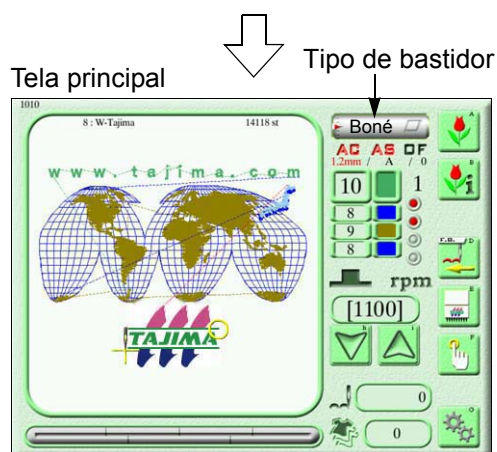 Tipo de bastidor
Tela principal
1010
8 : W-Tajima 14118 st
Boné
AC AS OF
1.2mm / A / 0
www.tajima.com
10 1
8
9
8
rpm
[1100]
TAJIMA
0
0
A
B
F.B. D
E
F
O